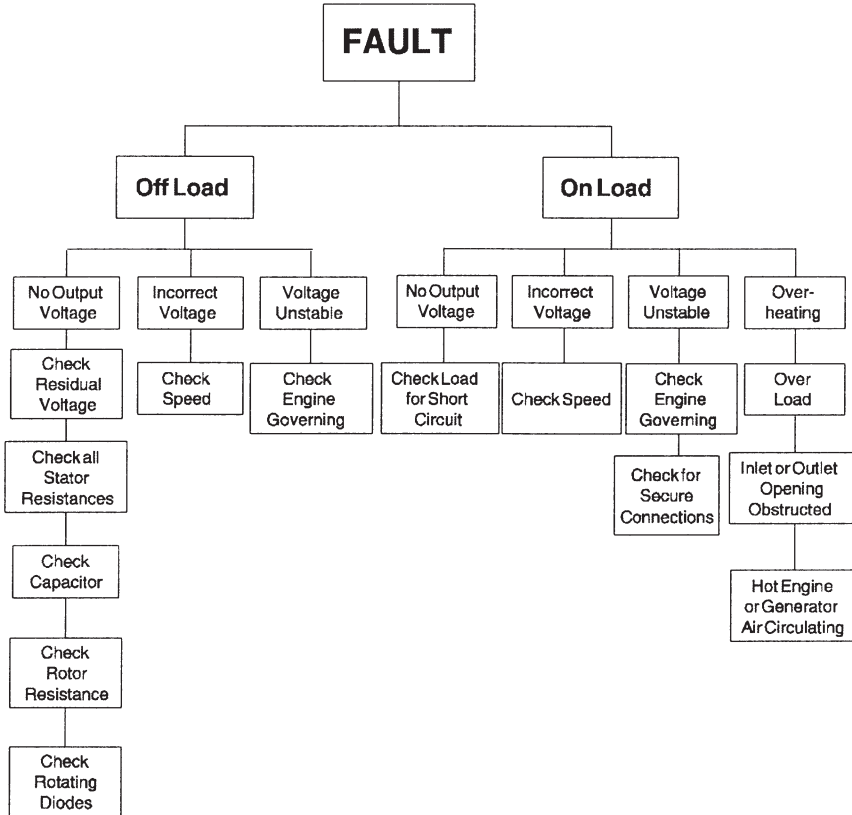 FAULT
Off Load
On Load
No Output
Voltage
Incorrect
Voltage
Voltage
Unstable
No Output
Voltage
Incorrect
Voltage
Voltage
Unstable
Over-
heating
Check
Residual
Voltage
Check
Speed
Check
Engine
Governing
Check Load
for Short
Circuit
Check Speed
Check
Engine
Governing
Over
Load
Check all
Stator
Resistances
Check for
Secure
Connections
Inlet or Outlet
Opening
Obstructed
Check
Capacitor
Hot Engine
or Generator
Air Circulating
Check
Rotor
Resistance
Check
Rotating
Diodes